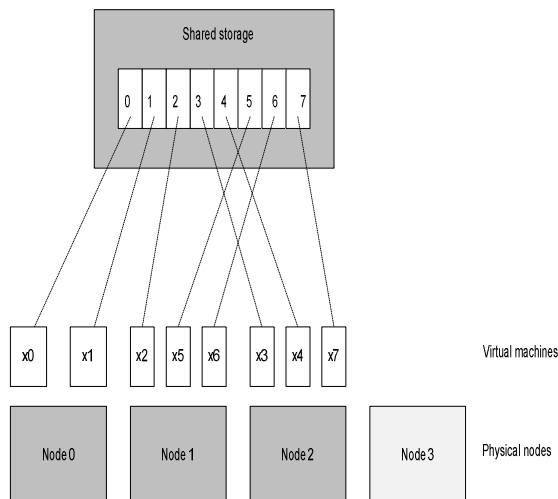 Shared storage
0 1 2 3 4 5 6 7
x0 x1 x2 x5 x6 x3 x4 x7
Virtual machines
Node 0 Node 1 Node 2 Node 3
Physical nodes